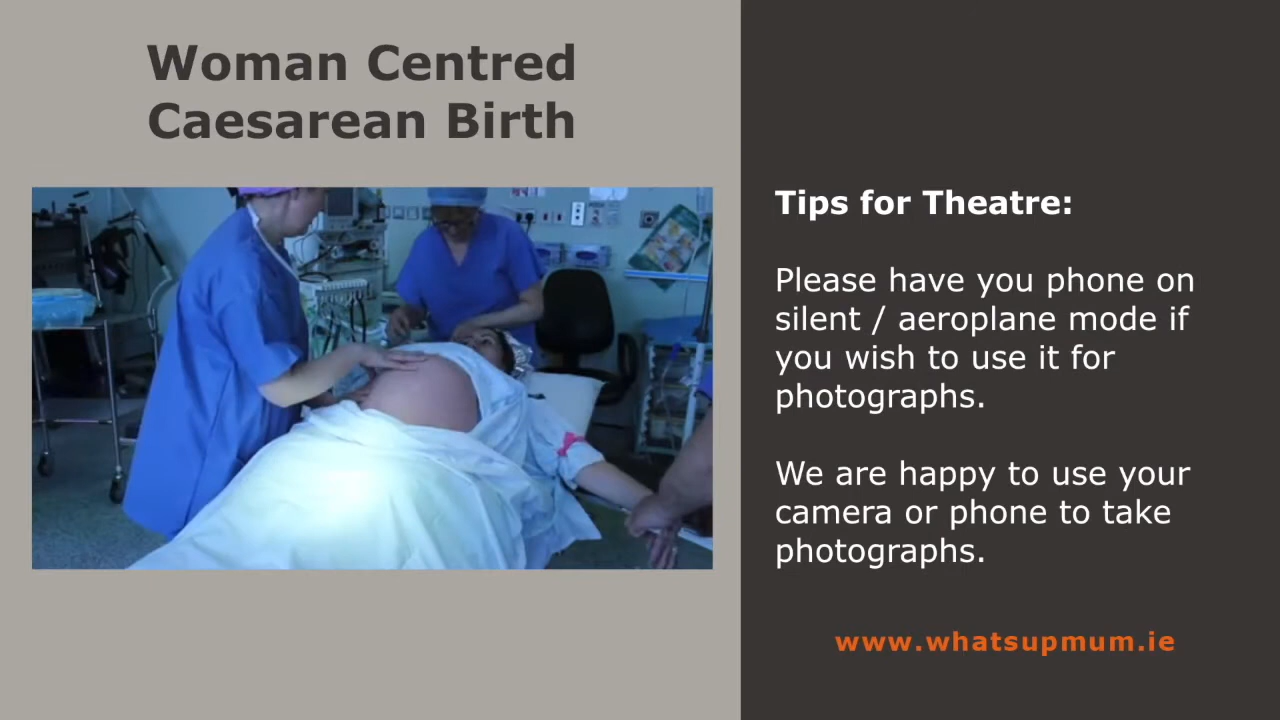 Woman Centred
Caesarean Birth
Tips for Theatre:
Please have you phone on
silent / aeroplane mode if
you wish to use it for
photographs.
We are happy to use your
camera or phone to take
photographs.
www.whatsupmum.ie